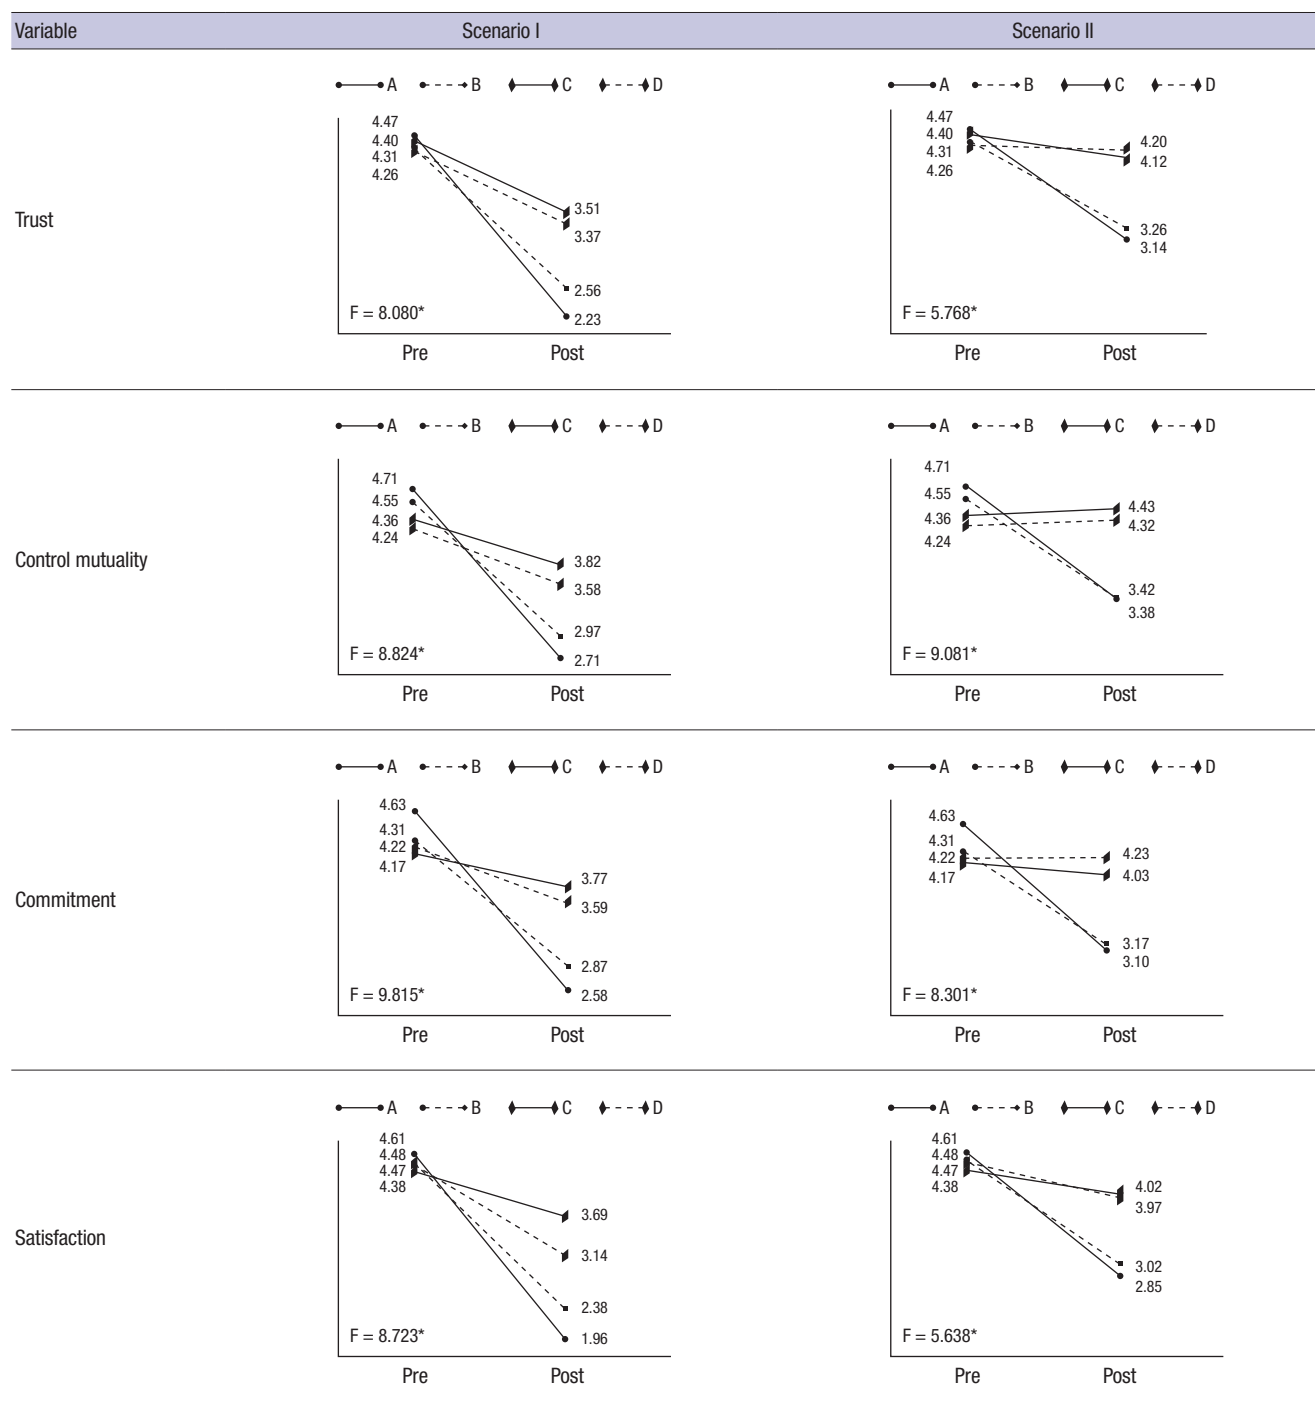 Variable Scenario I Scenario II
Trust
A B C D
4.47
4.40
4.31
4.26
3.51
3.37
2.56
2.23
F = 8.080*
Pre Post
A B C D
4.47
4.40
4.31
4.26
4.20
4.12
3.26
3.14
F = 5.768*
Pre Post
Control mutuality
A B C D
4.71
4.55
4.36
4.24
3.82
3.58
2.97
2.71
F = 8.824*
Pre Post
A B C D
4.71
4.55
4.36
4.24
4.43
4.32
3.42
3.38
F = 9.081*
Pre Post
Commitment
A B C D
4.63
4.31
4.22
4.17
3.77
3.59
2.87
2.58
F = 9.815*
Pre Post
A B C D
4.63
4.31
4.22
4.17
4.23
4.03
3.17
3.10
F = 8.301*
Pre Post
Satisfaction
A B C D
4.61
4.48
4.47
4.38
3.69
3.14
2.38
1.96
F = 8.723*
Pre Post
A B C D
4.61
4.48
4.47
4.38
4.02
3.97
3.02
2.85
F = 5.638*
Pre Post